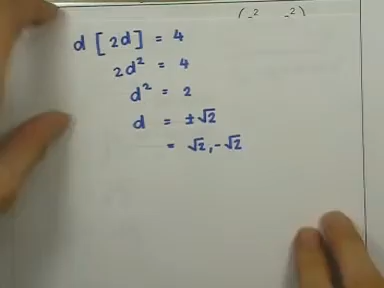 d [2d] = 4
2d² = 4
d² = 2
d = ±√2
= √2, -√2